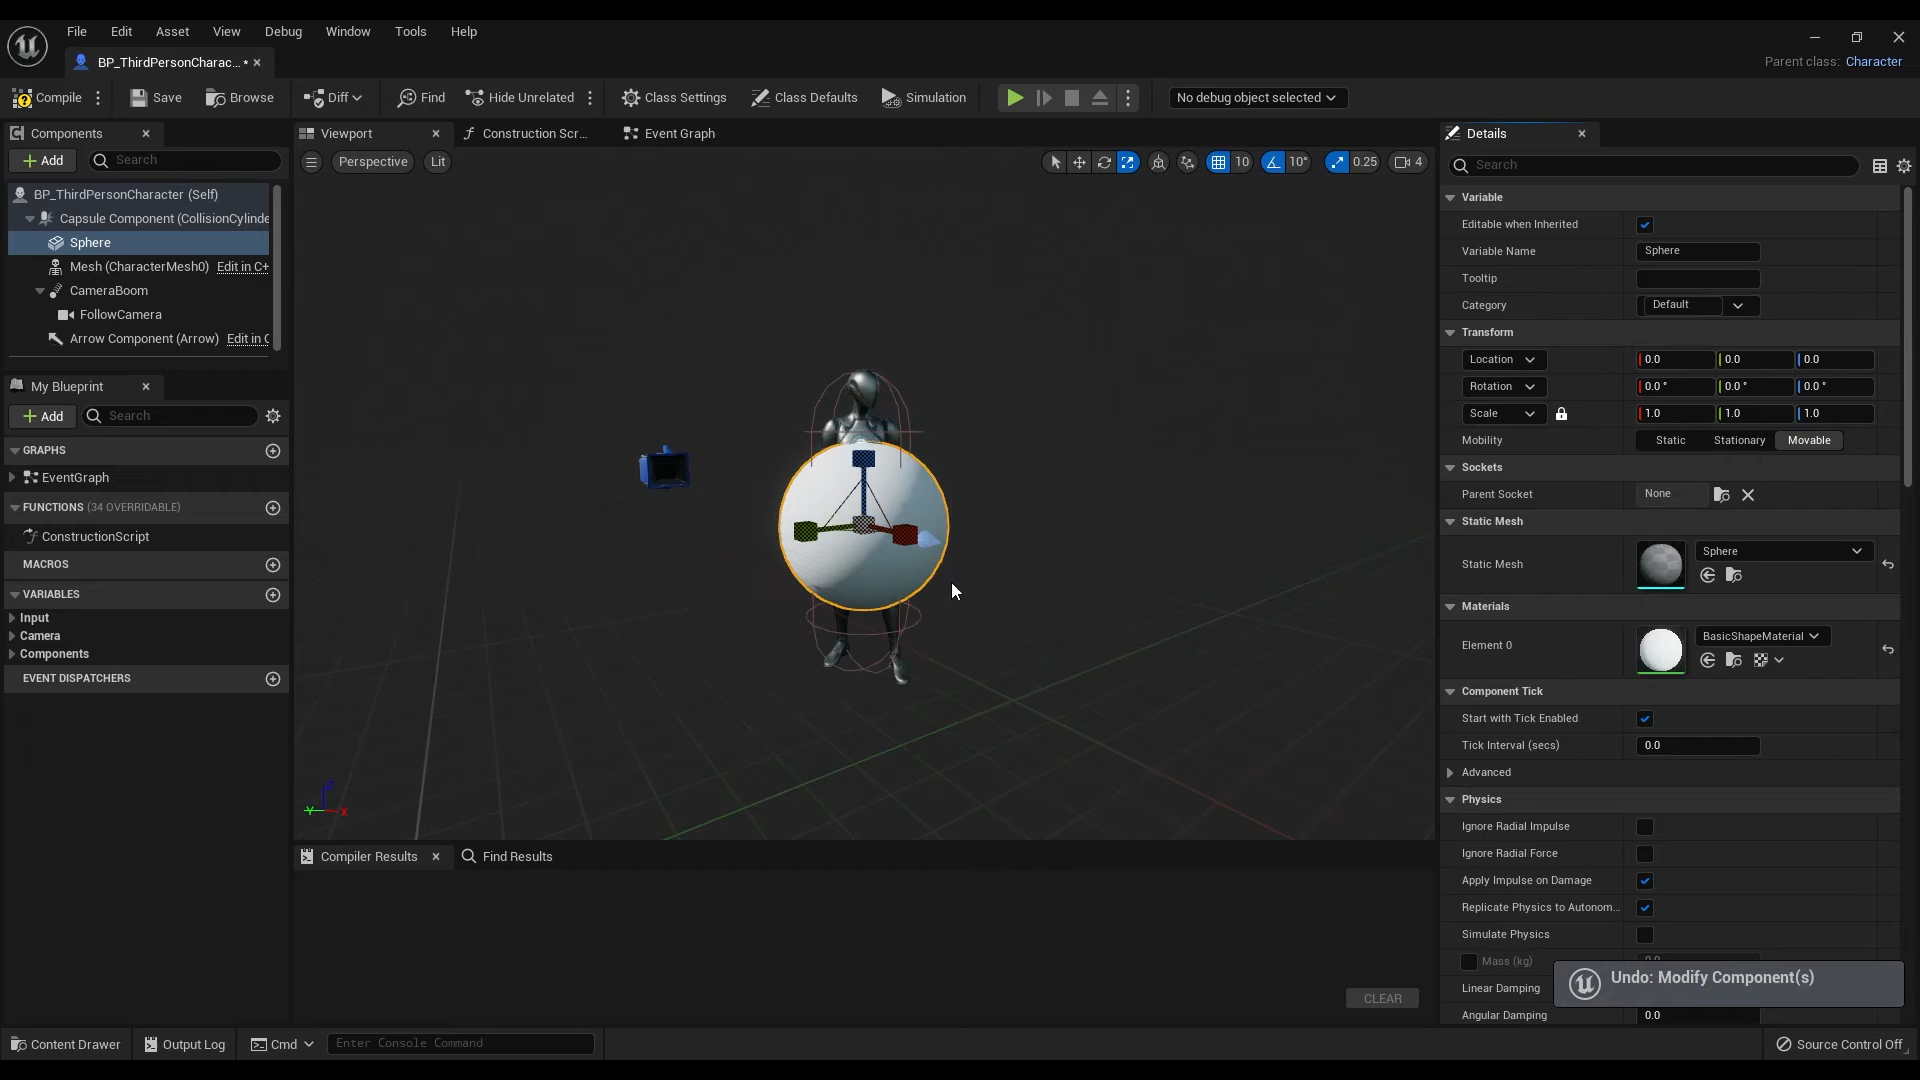 File Edit Asset View Debug Window Tools Help
BP_ThirdPersonCharac... •
Parent class: Character
Compile Save Browse Diff Find Hide Unrelated Class Settings Class Defaults Simulation No debug object selected
Components
Add Search
BP_ThirdPersonCharacter (Self)
Capsule Component (CollisionCylinde
Sphere
Mesh (CharacterMesh0) Edit in C+
CameraBoom
FollowCamera
Arrow Component (Arrow) Edit in C
My Blueprint
Add Search
GRAPHS
EventGraph
FUNCTIONS (34 OVERRIDABLE)
ConstructionScript
MACROS
VARIABLES
Input
Camera
Components
EVENT DISPATCHERS
Viewport Construction Scr... Event Graph
Perspective Lit 10 10° 0.25 4
Z
Y X
Compiler Results Find Results
CLEAR
Details
Search
Variable
Editable when Inherited
Variable Name Sphere
Tooltip
Category Default
Transform
Location 0.0 0.0 0.0
Rotation 0.0 ° 0.0 ° 0.0 °
Scale 1.0 1.0 1.0
Mobility Static Stationary Movable
Sockets
Parent Socket None
Static Mesh
Static Mesh Sphere
Materials
Element 0 BasicShapeMaterial
Component Tick
Start with Tick Enabled
Tick Interval (secs) 0.0
Advanced
Physics
Ignore Radial Impulse
Ignore Radial Force
Apply Impulse on Damage
Replicate Physics to Autonom...
Simulate Physics
Mass (kg)
Linear Damping
Angular Damping 0.0
Undo: Modify Component(s)
Content Drawer Output Log Cmd Enter Console Command Source Control Off